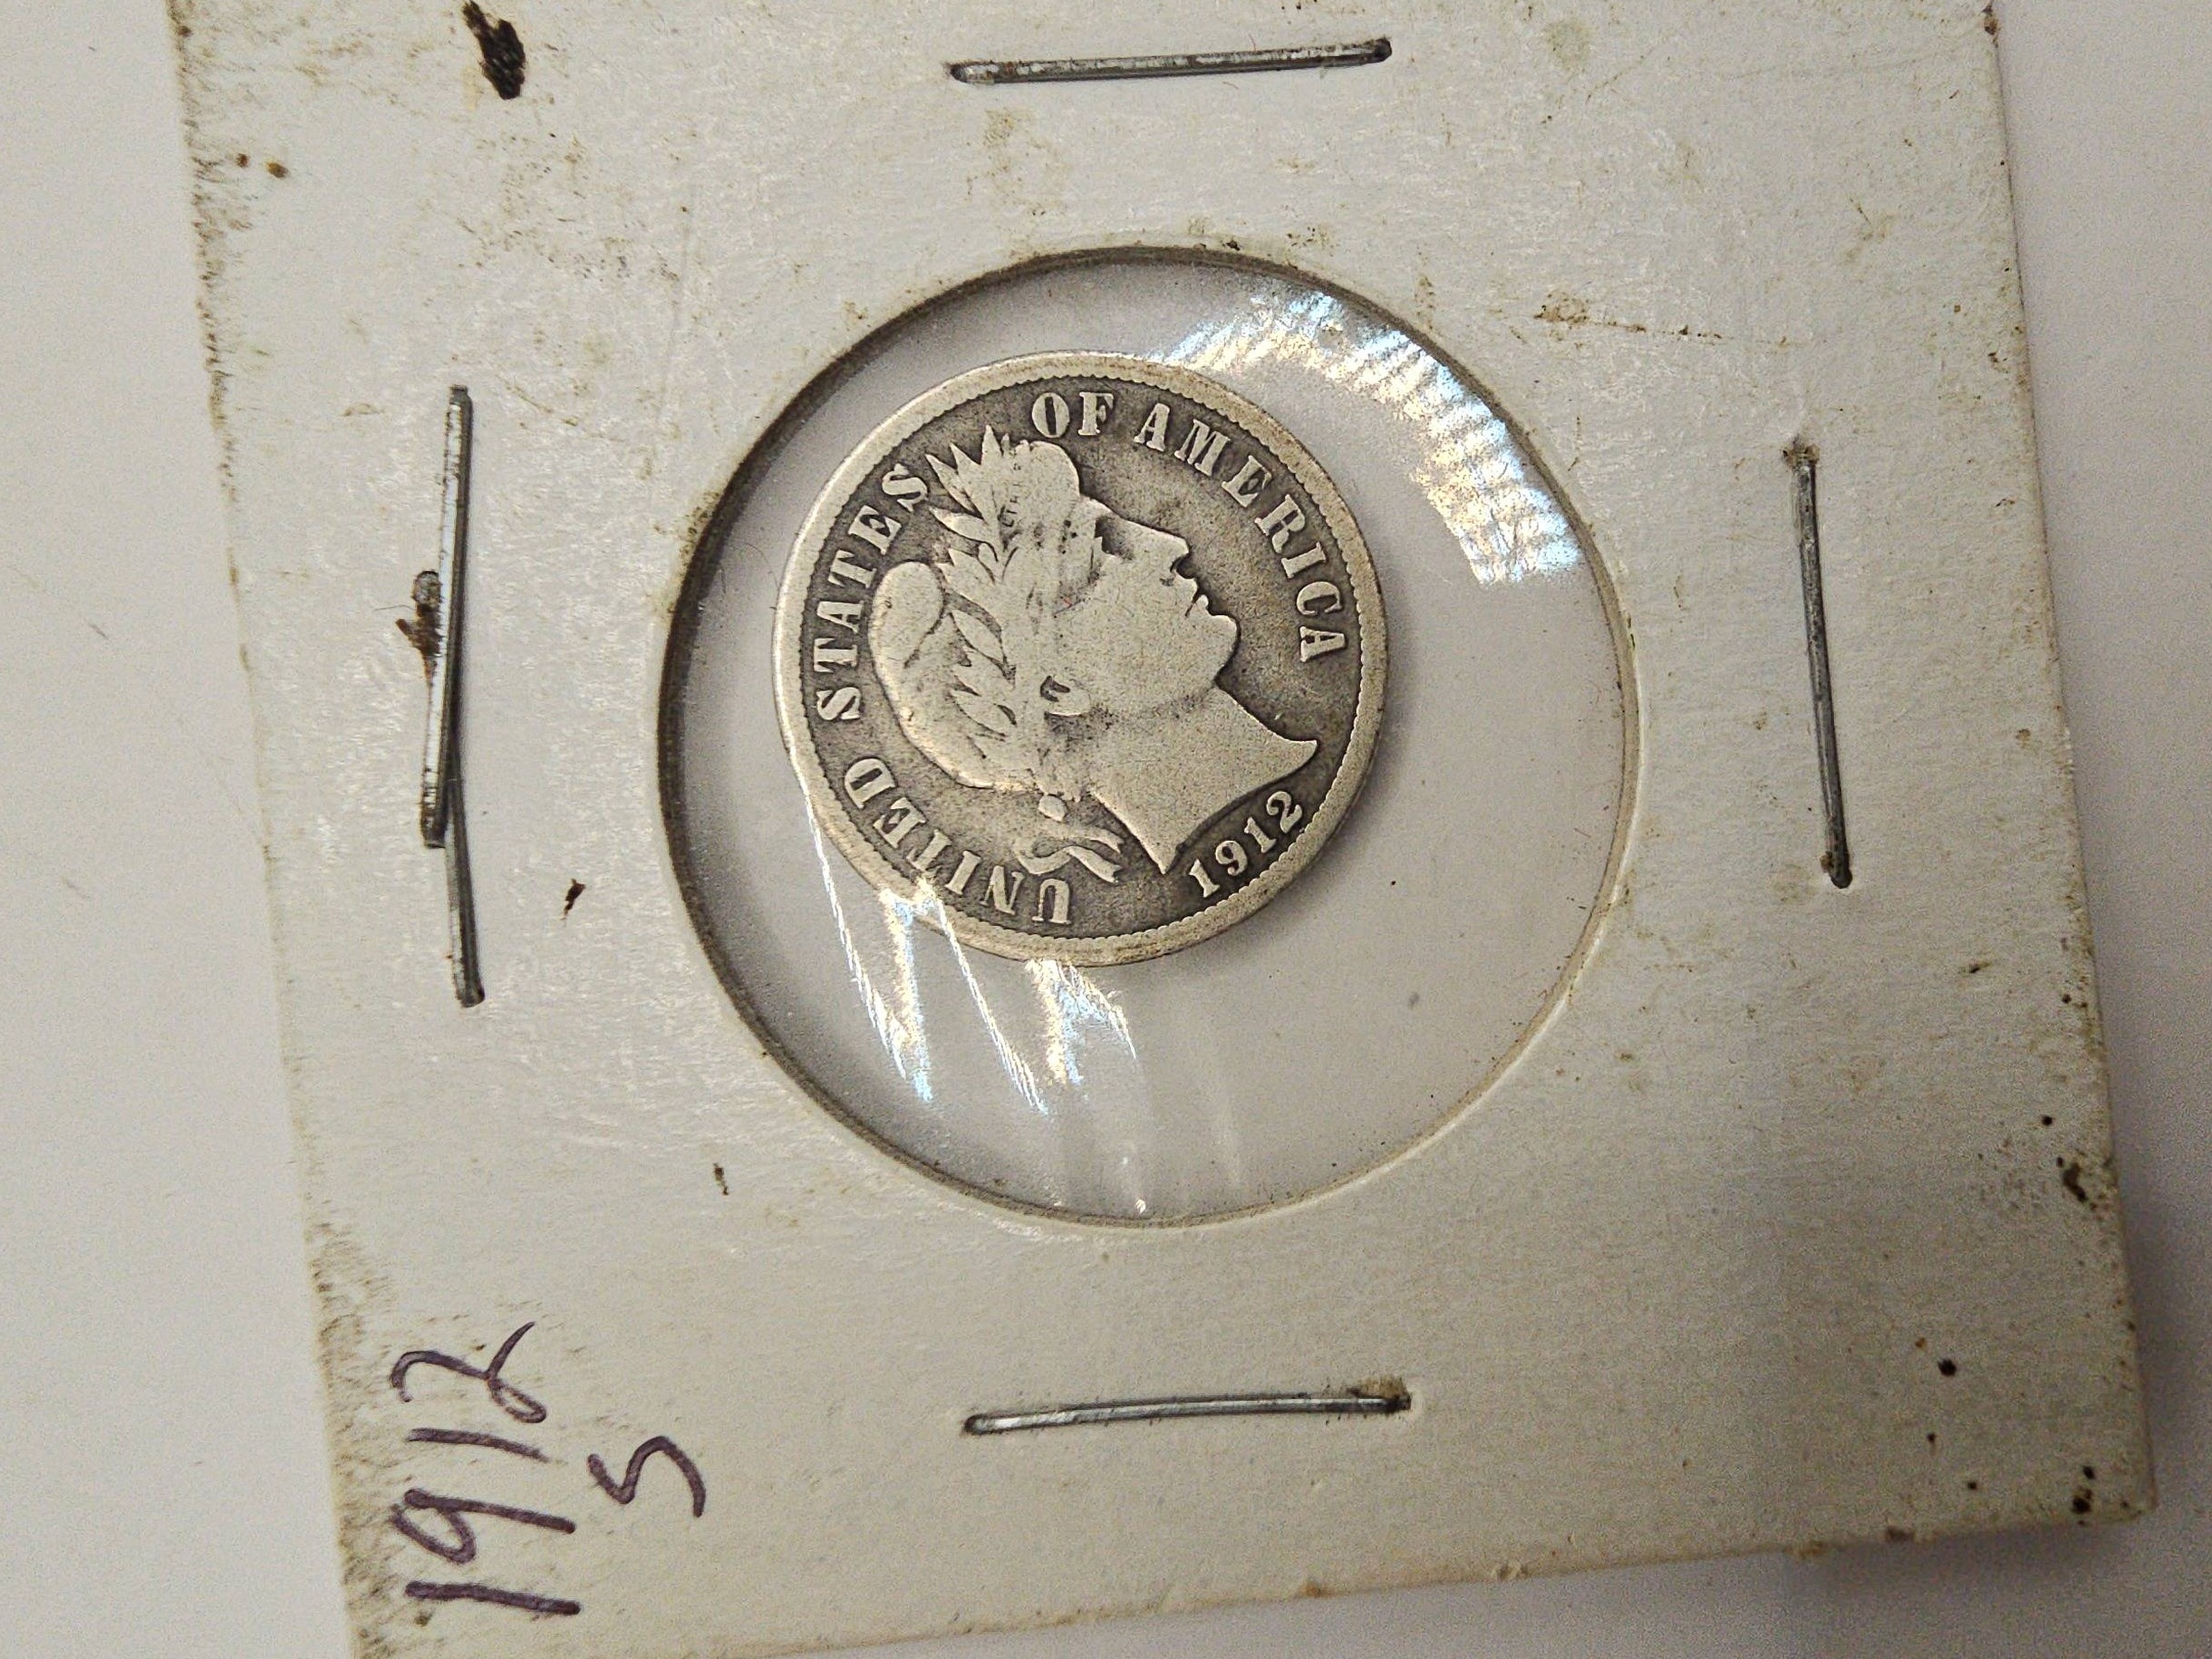 UNITED STATES OF AMERICA
1912
1912
S